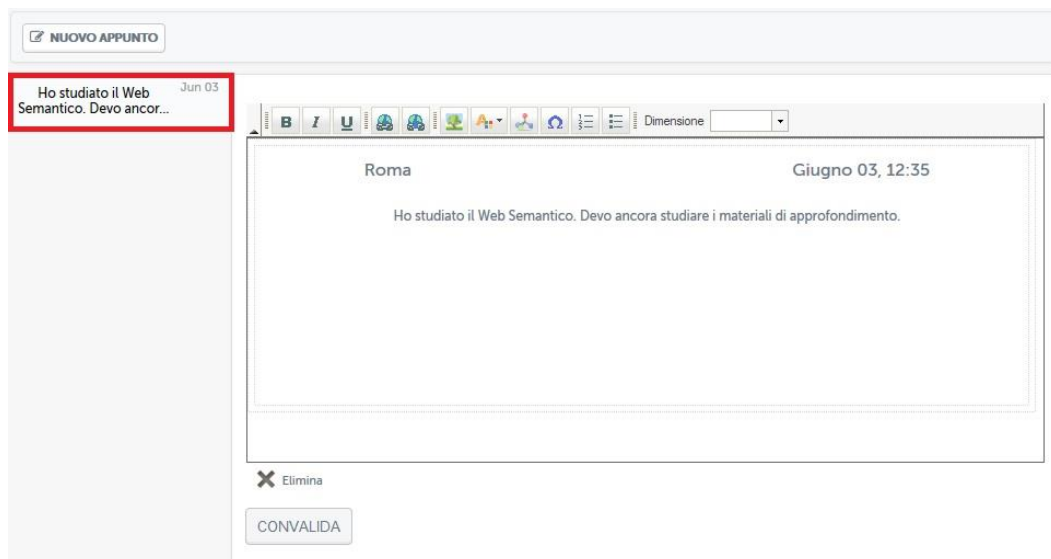 NUOVO APPUNTO
Ho studiato il Web
Jun 03
Semantico. Devo ancor...
B I U Dimensione
Roma
Giugno 03, 12:35
Ho studiato il Web Semantico. Devo ancora studiare i materiali di approfondimento.
Elimina
CONVALIDA